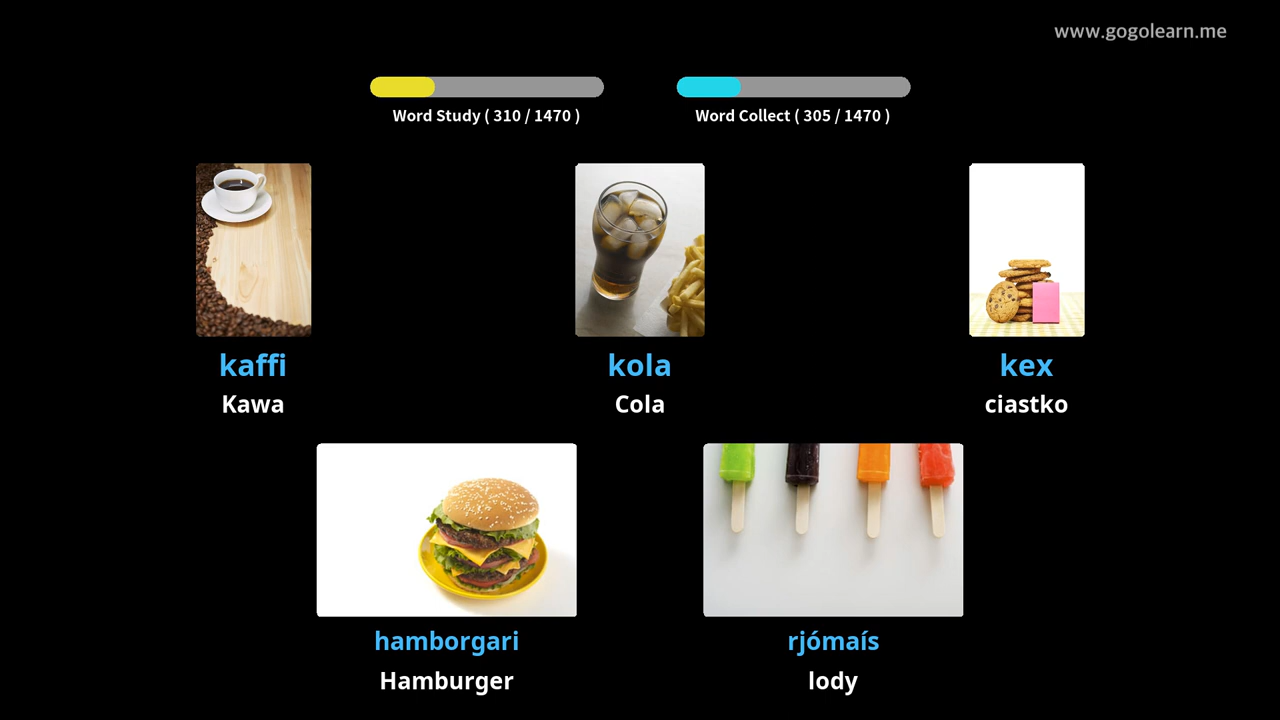 www.gogolearn.me
Word Study ( 310 / 1470 )
Word Collect ( 305 / 1470 )
kaffi
Kawa
kola
Cola
kex
ciastko
hamborgari
Hamburger
rjómaís
lody